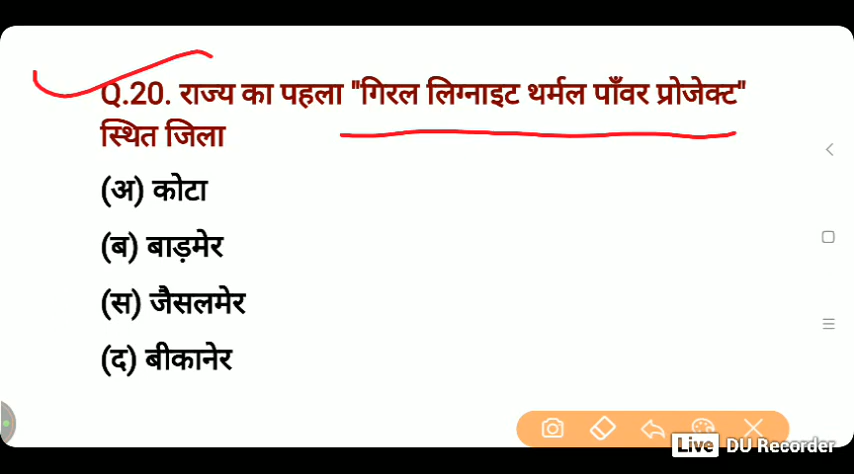 Q.20. राज्य का पहला "गिरल लिग्नाइट थर्मल पाँवर प्रोजेक्ट"
स्थित जिला
(अ) कोटा
(ब) बाड़मेर
(स) जैसलमेर
(द) बीकानेर
Live DU Recorder